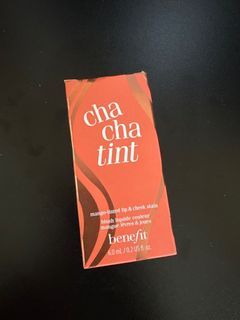 cha
cha
tint
mango-tinted lip & cheek stain
blush liquide couleur
mangue lèvres & joues
benefit
6.0 mL / 0.2 US fl. oz.